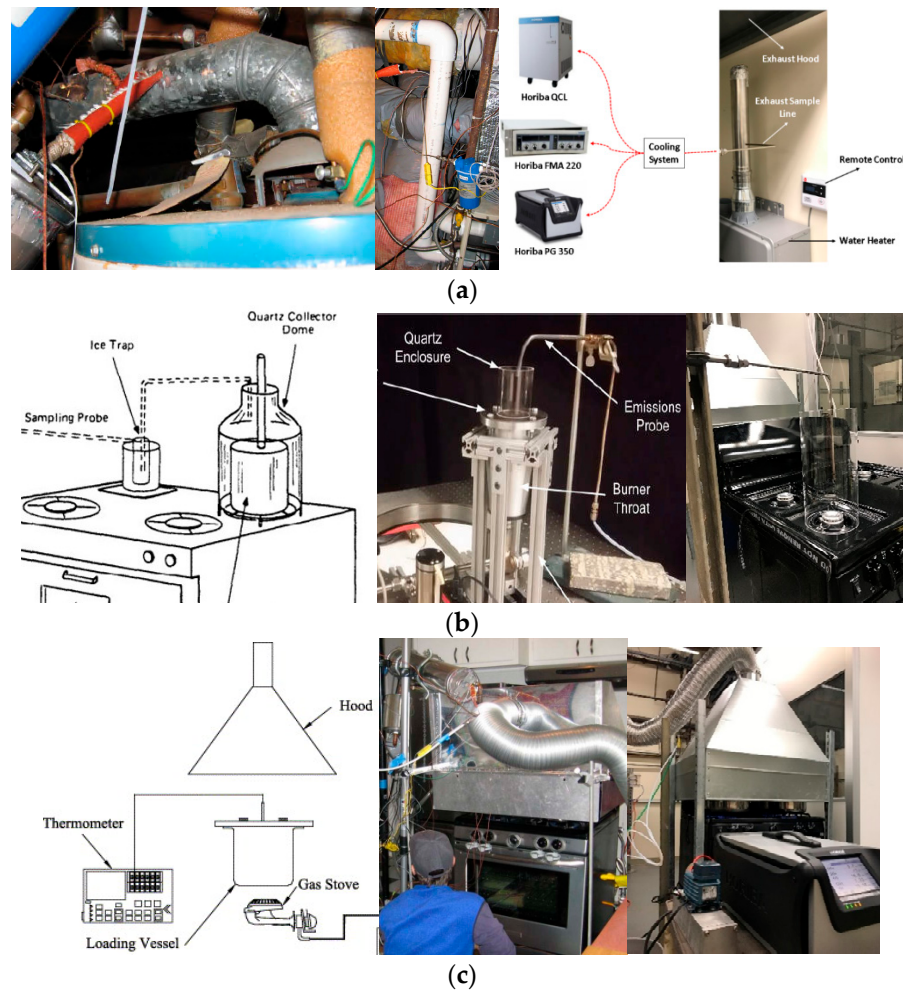 Horiba QCL
Horiba FMA 220
Horiba PG 350
Cooling
System
Exhaust Hood
Exhaust Sample
Line
Remote Control
Water Heater
(a)
Quartz Collector
Dome
Ice Trap
Sampling Probe
Quartz
Enclosure
Emissions
Probe
Burner
Throat
(b)
Hood
Thermometer
Gas Stove
Loading Vessel
(c)